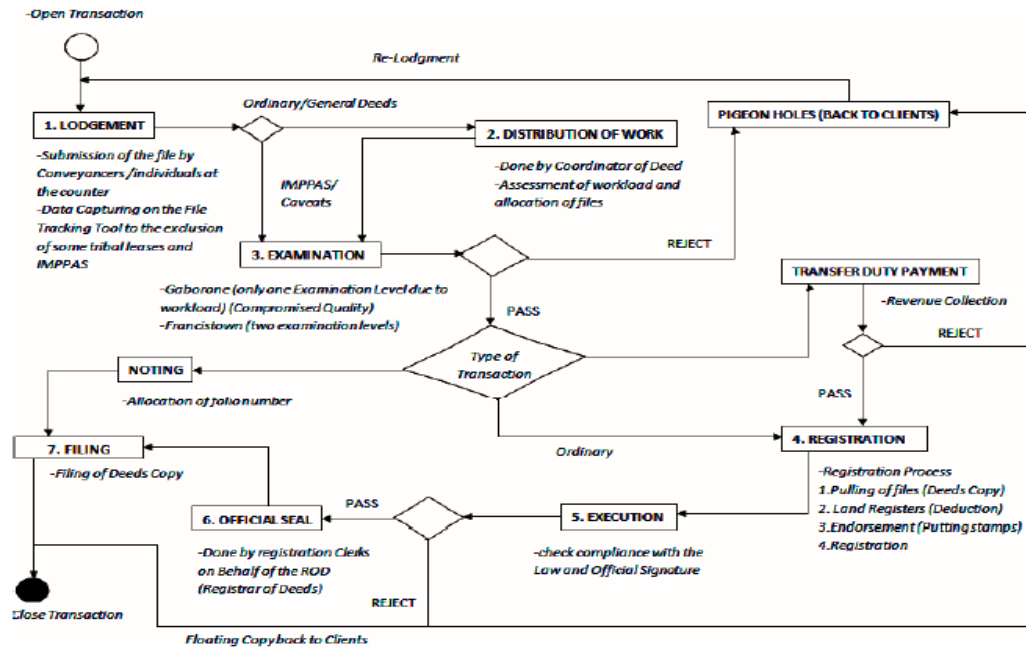 -Open Transaction
Re-Lodgment
Ordinary/General Deeds
1. LODGEMENT
2. DISTRIBUTION OF WORK
PIGEON HOLES (BACK TO CLIENTS)
-Submission of the file by
Conveyancers /individuals at
the counter
-Data Capturing on the File
Tracking Tool to the exclusion
of some tribal leases and
IMPPAS
IMPPAS/
Caveats
-Done by Coordinator of Deed
-Assessment of workload and
allocation of files
3. EXAMINATION
REJECT
-Gaborone (only one Examination Level due to
workload) (Compromised Quality)
-Francistown (two examination levels)
TRANSFER DUTY PAYMENT
-Revenue Collection
PASS
REJECT
Type of
Transaction
NOTING
-Allocation of folio number
PASS
7. FILING
-Filing of Deeds Copy
Ordinary
4. REGISTRATION
-Registration Process
1.Pulling of files (Deeds Copy)
2. Land Registers (Deduction)
3.Endorsement (Putting stamps)
4.Registration
PASS
6. OFFICIAL SEAL
5. EXECUTION
-Done by registration Clerks
on Behalf of the ROD
(Registrar of Deeds)
-check compliance with the
Law and Official Signature
REJECT
Close Transaction
Floating Copy back to Clients